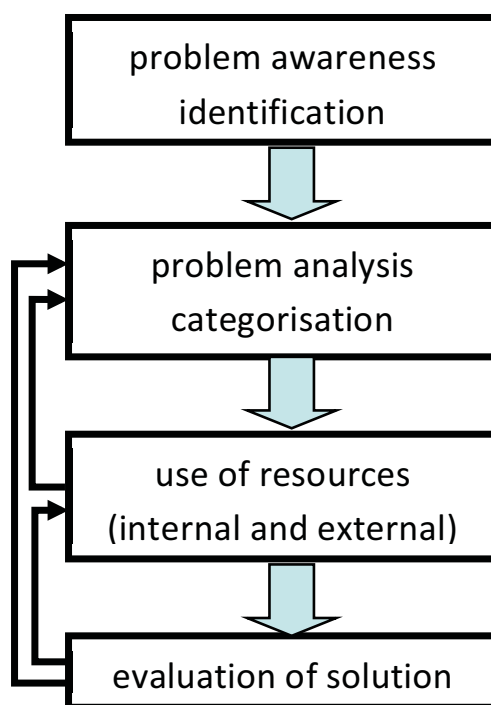 problem awareness
identification
problem analysis
categorisation
use of resources
(internal and external)
evaluation of solution